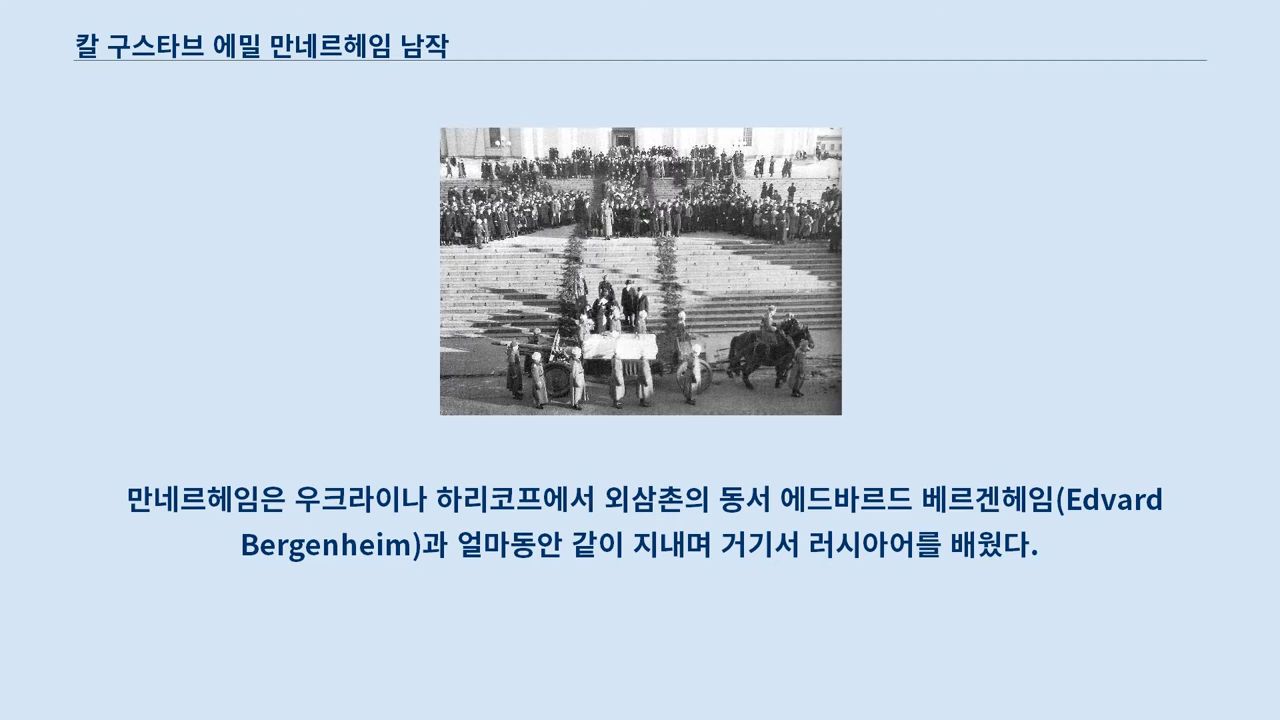 칼 구스타브 에밀 만네르헤임 남작
만네르헤임은 우크라이나 하리코프에서 외삼촌의 동서 에드바르드 베르겐헤임(Edvard
Bergenheim)과 얼마동안 같이 지내며 거기서 러시아어를 배웠다.